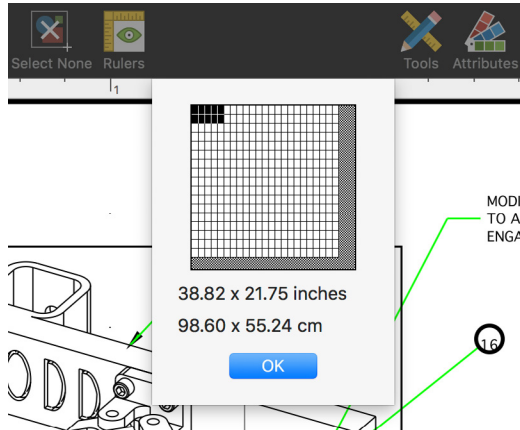 Select None Rulers Tools Attributes
1
38.82 x 21.75 inches
98.60 x 55.24 cm
OK
TO A
ENGA
16